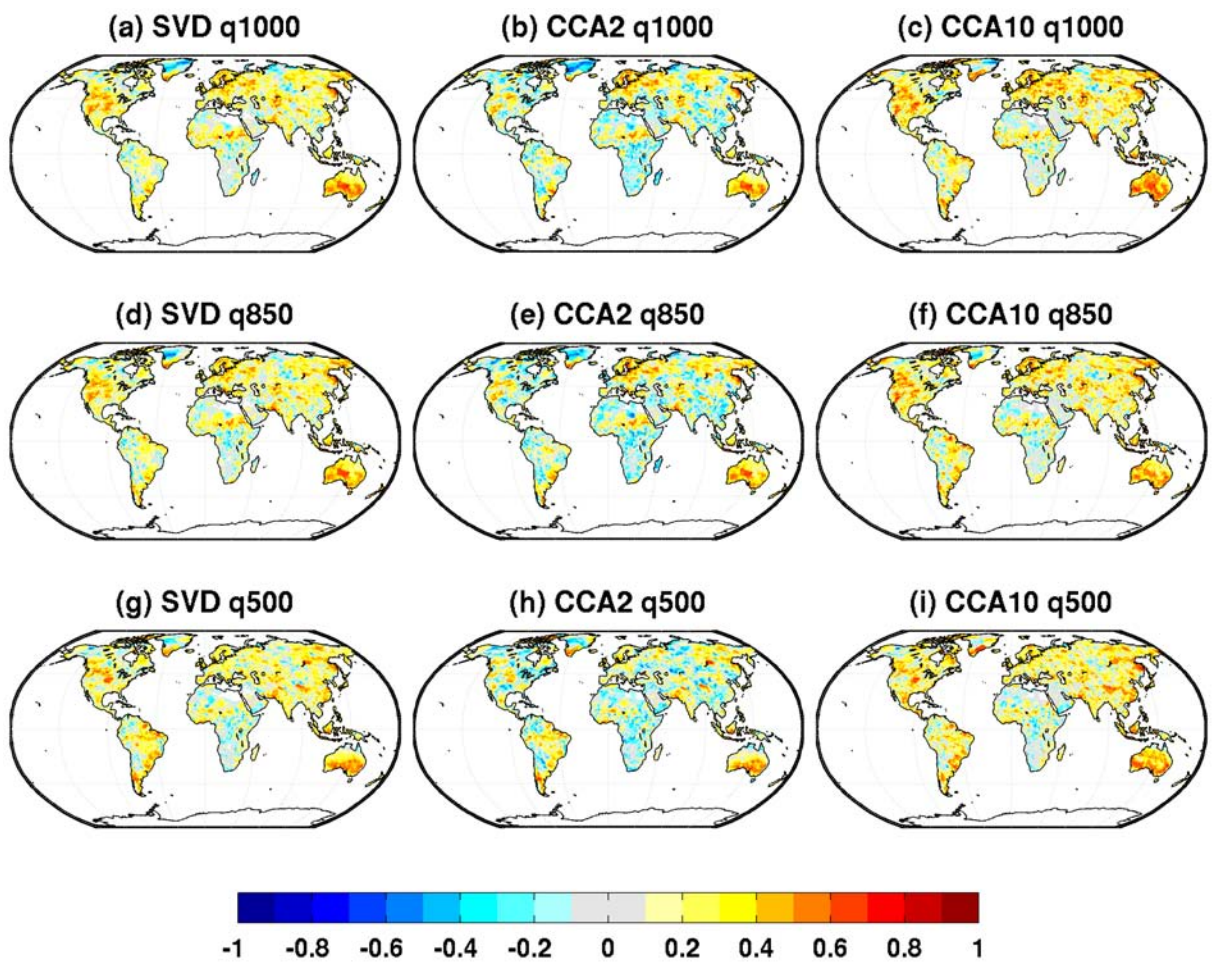 (a) SVD q1000 (b) CCA2 q1000 (c) CCA10 q1000
(d) SVD q850 (e) CCA2 q850 (f) CCA10 q850
(g) SVD q500 (h) CCA2 q500 (i) CCA10 q500
-1 -0.8 -0.6 -0.4 -0.2 0 0.2 0.4 0.6 0.8 1